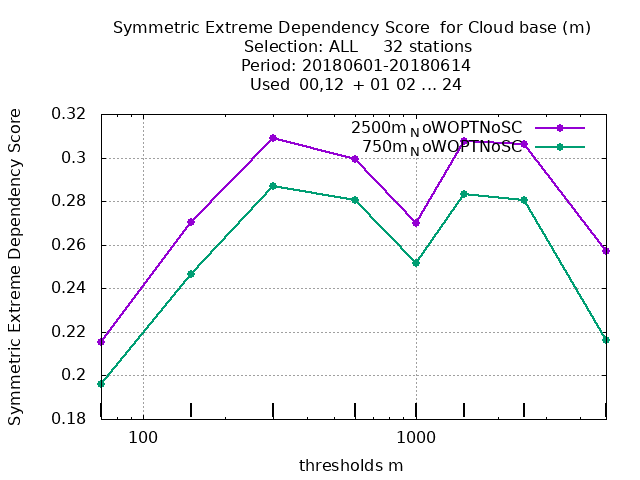 Symmetric Extreme Dependency Score for Cloud base (m)
Selection: ALL 32 stations
Period: 20180601-20180614
Used 00,12 + 01 02 ... 24
Symmetric Extreme Dependency Score
0.32
0.3
0.28
0.26
0.24
0.22
0.2
0.18
2500mNoWOPTNoSC
750mNoWOPTNoSC
100
1000
thresholds m